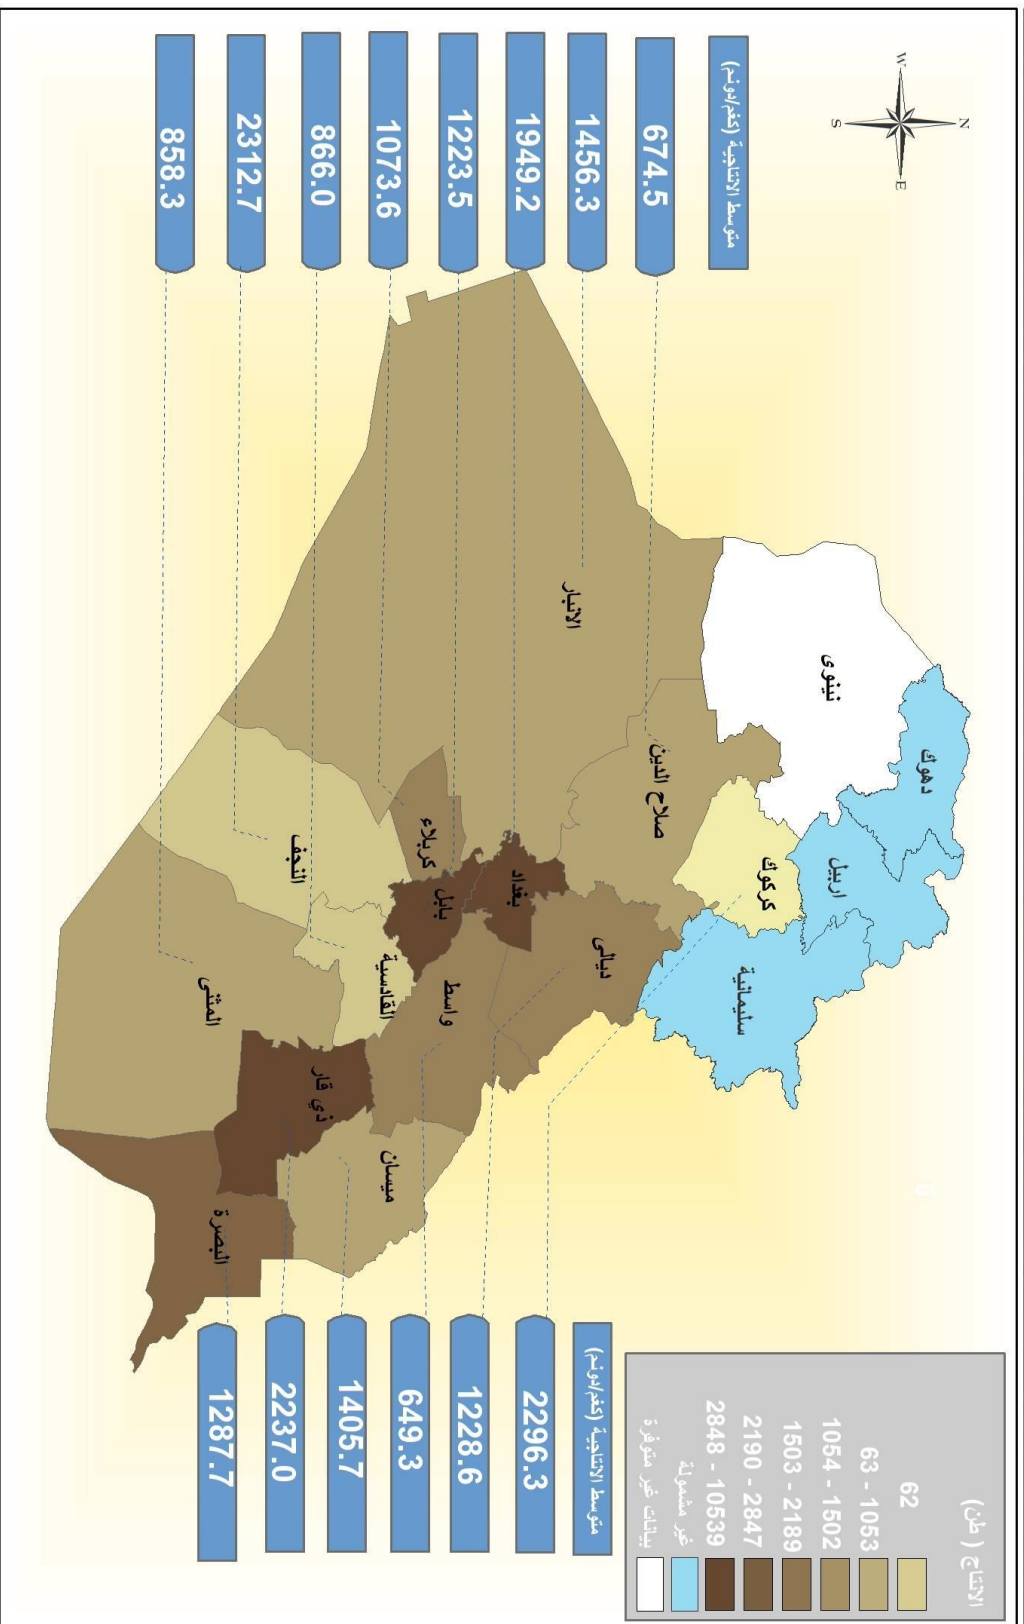 N
W
E
S
متوسط الانتاجية (كغم/دونم)
674.5
1456.3
1949.2
1223.5
1073.6
866.0
2312.7
858.3
دهوك
نينوى
اربيل
كركوك
سليمانية
صلاح الدين
الانبار
ديالى
بغداد
كربلاء
بابل
واسط
النجف
القادسية
ميسان
المثنى
ذي قار
البصرة
متوسط الانتاجية (كغم/دونم)
2296.3
1228.6
649.3
1405.7
2237.0
1287.7
الانتاج ( طن)
62
63 - 1053
1054 - 1502
1503 - 2189
2190 - 2847
2848 - 10539
غير مشمولة
بيانات غير متوفرة